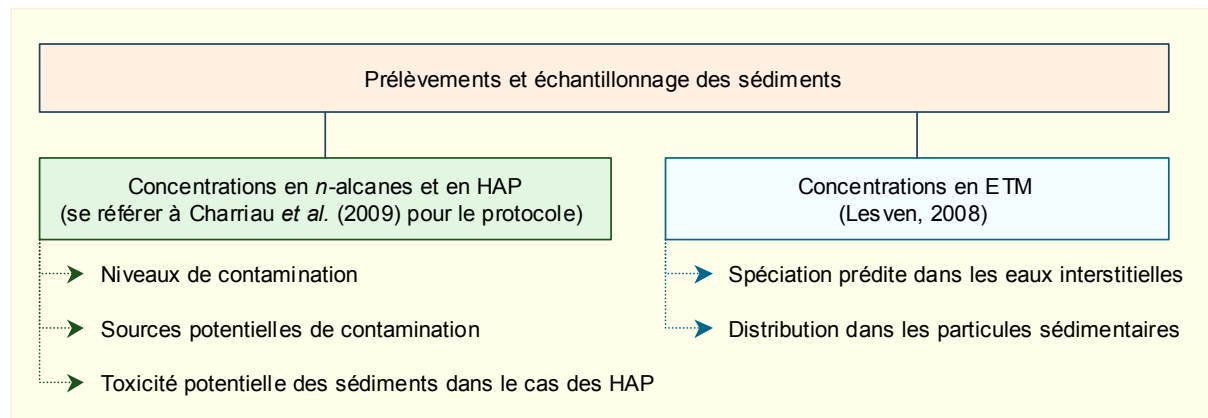 Prélèvements et échantillonnage des sédiments
Concentrations en n-alcanes et en HAP
(se référer à Charriau et al. (2009) pour le protocole)
Niveaux de contamination
Sources potentielles de contamination
Toxicité potentielle des sédiments dans le cas des HAP
Concentrations en ETM
(Lesven, 2008)
Spéciation prédite dans les eaux interstitielles
Distribution dans les particules sédimentaires